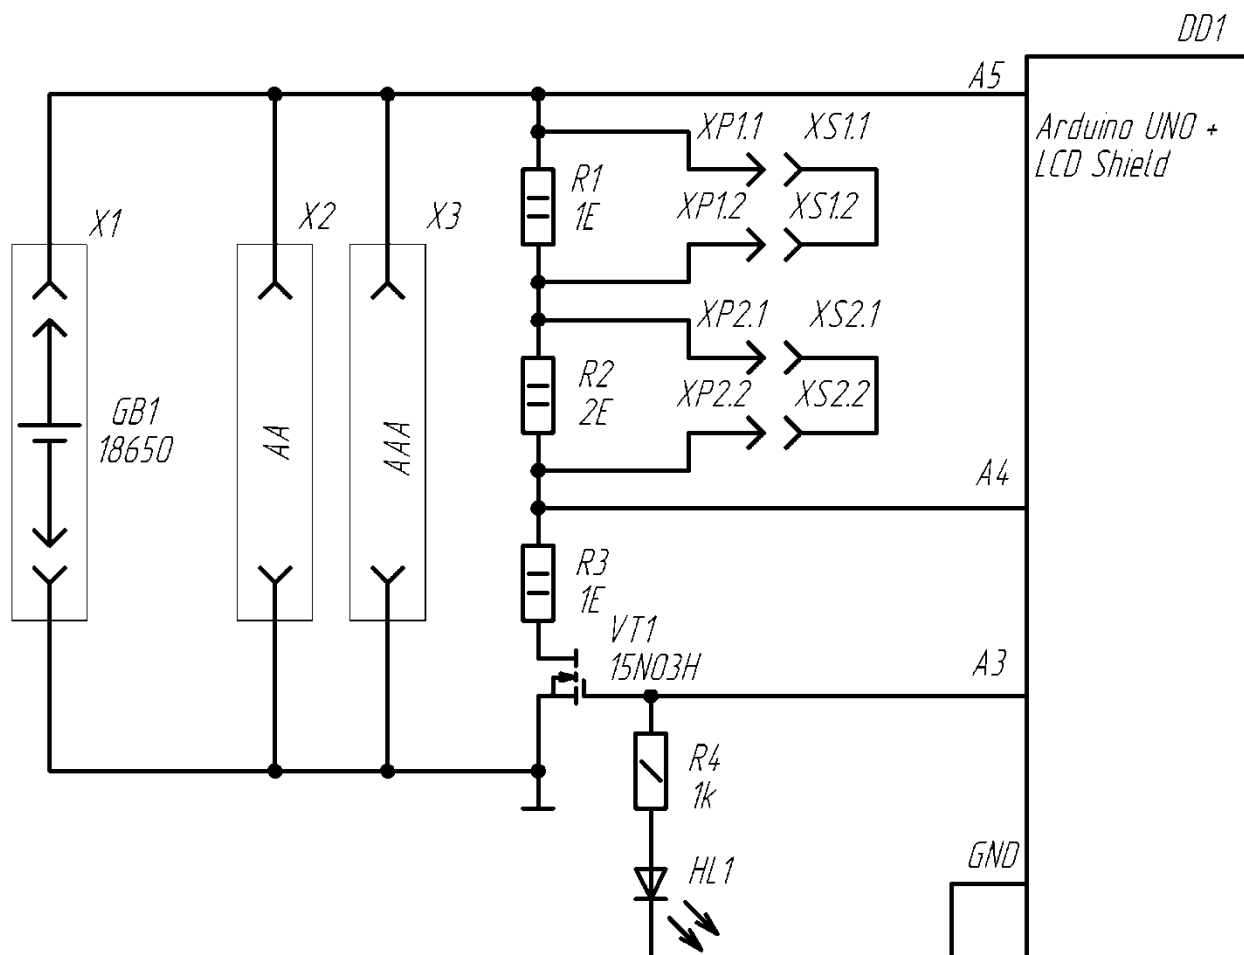 DD1
A5
Arduino UNO +
LCD Shield
XP1.1
XS1.1
R1
1E
XP1.2
XS1.2
X1
X2
X3
XP2.1
XS2.1
R2
2E
XP2.2
XS2.2
GB1
18650
AA
AAA
A4
R3
1E
VT1
15N03H
A3
R4
1k
GND
HL1